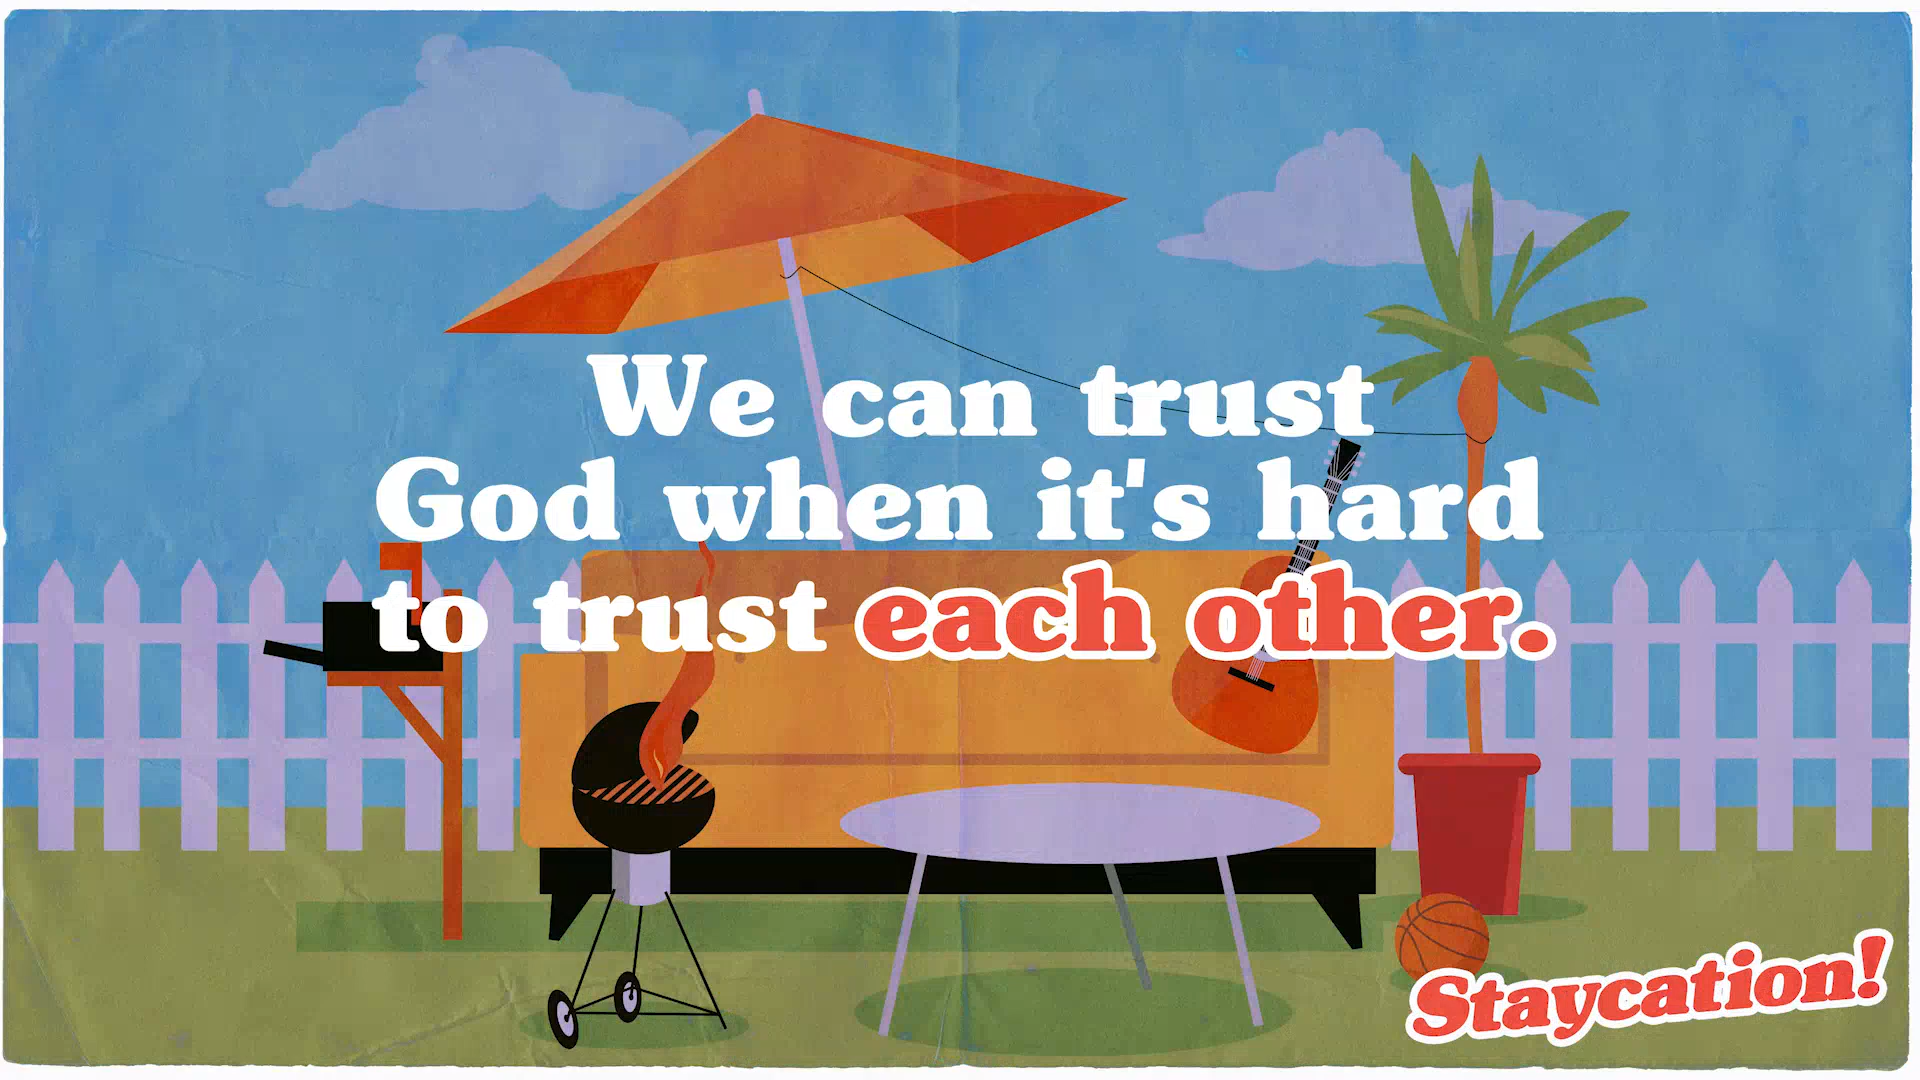 We can trust
God when it's hard
to trust each other.
Staycation!